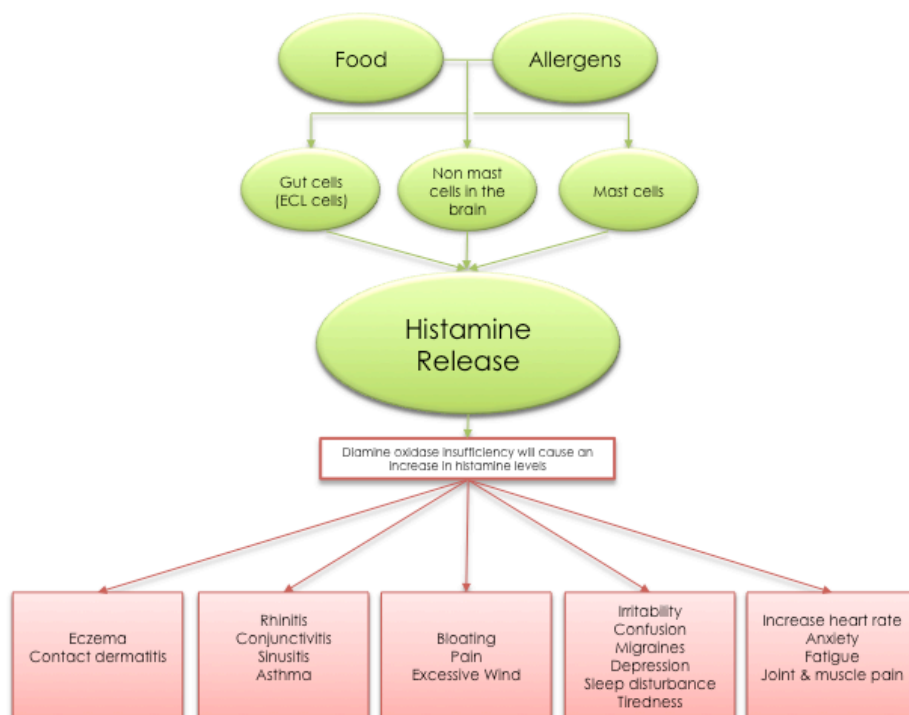 Food
Allergens
Gut cells
(ECL cells)
Non mast
cells in the
brain
Mast cells
Histamine
Release
Diamine oxidase insufficiency will cause an
increase in histamine levels
Eczema
Contact dermatitis
Rhinitis
Conjunctivitis
Sinusitis
Asthma
Bloating
Pain
Excessive Wind
Irritability
Confusion
Migraines
Depression
Sleep disturbance
Tiredness
Increase heart rate
Anxiety
Fatigue
Joint & muscle pain